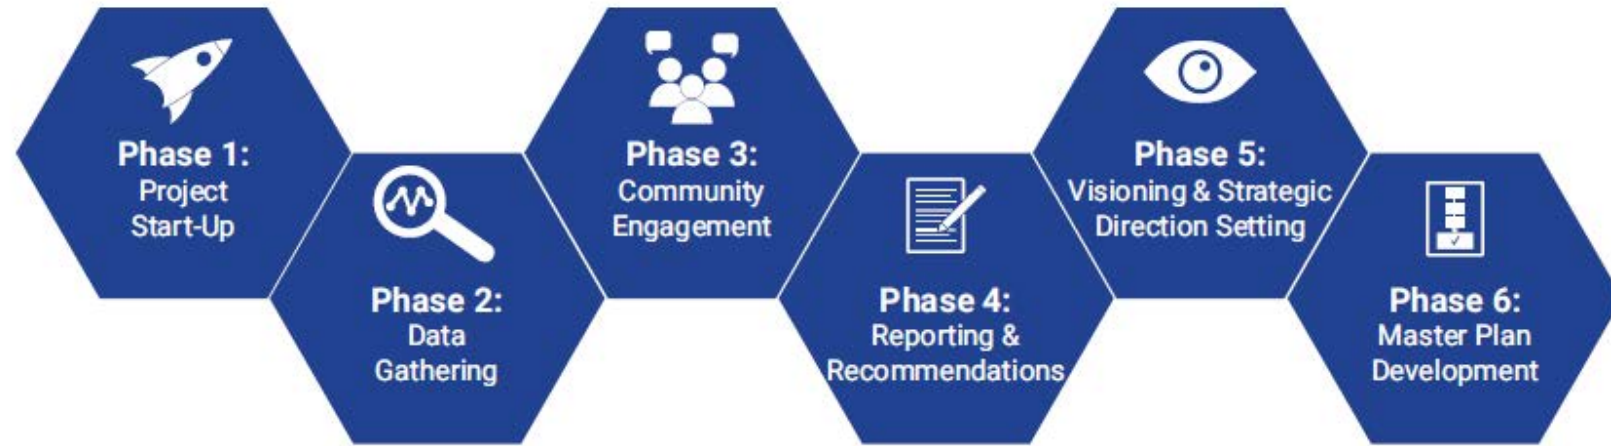 Phase 1:
Project
Start-Up
Phase 2:
Data
Gathering
Phase 3:
Community
Engagement
Phase 4:
Reporting &
Recommendations
Phase 5:
Visioning & Strategic
Direction Setting
Phase 6:
Master Plan
Development